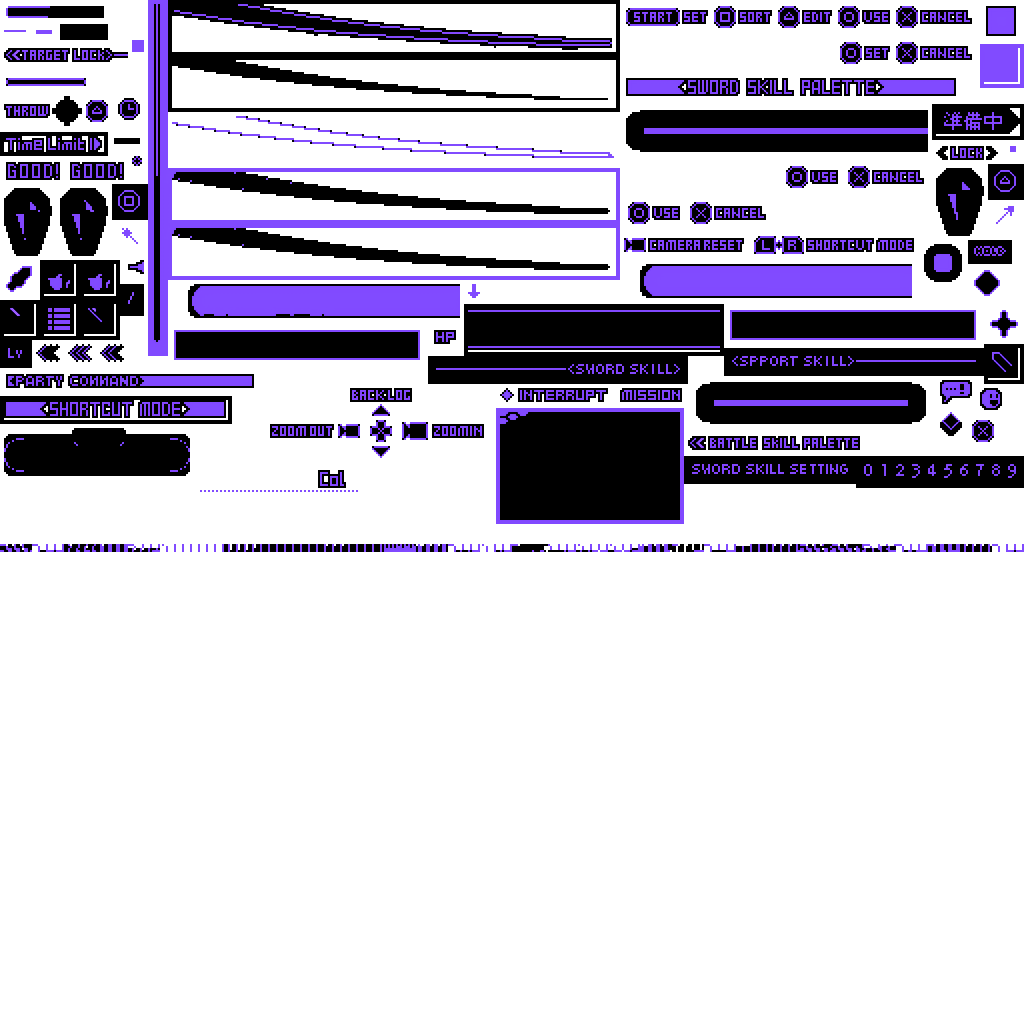 START SET SORT EDIT USE CANCEL
SET CANCEL
<<TARGET LOCK>>
<SWORD SKILL PALETTE>
THROW
準備中
Time Limit
<LOCK>
GOOD! GOOD!
USE CANCEL
USE CANCEL
CAMERA RESET L+R SHORTCUT MODE
HOLD
HP
Lv
<SWORD SKILL>
<SPPORT SKILL>
PARTY COMMAND
BACKLOG
INTERRUPT MISSION
<SHORTCUT MODE>
ZOOM OUT ZOOM IN
BATTLE SKILL PALETTE
SWORD SKILL SETTING 0 1 2 3 4 5 6 7 8 9
Col